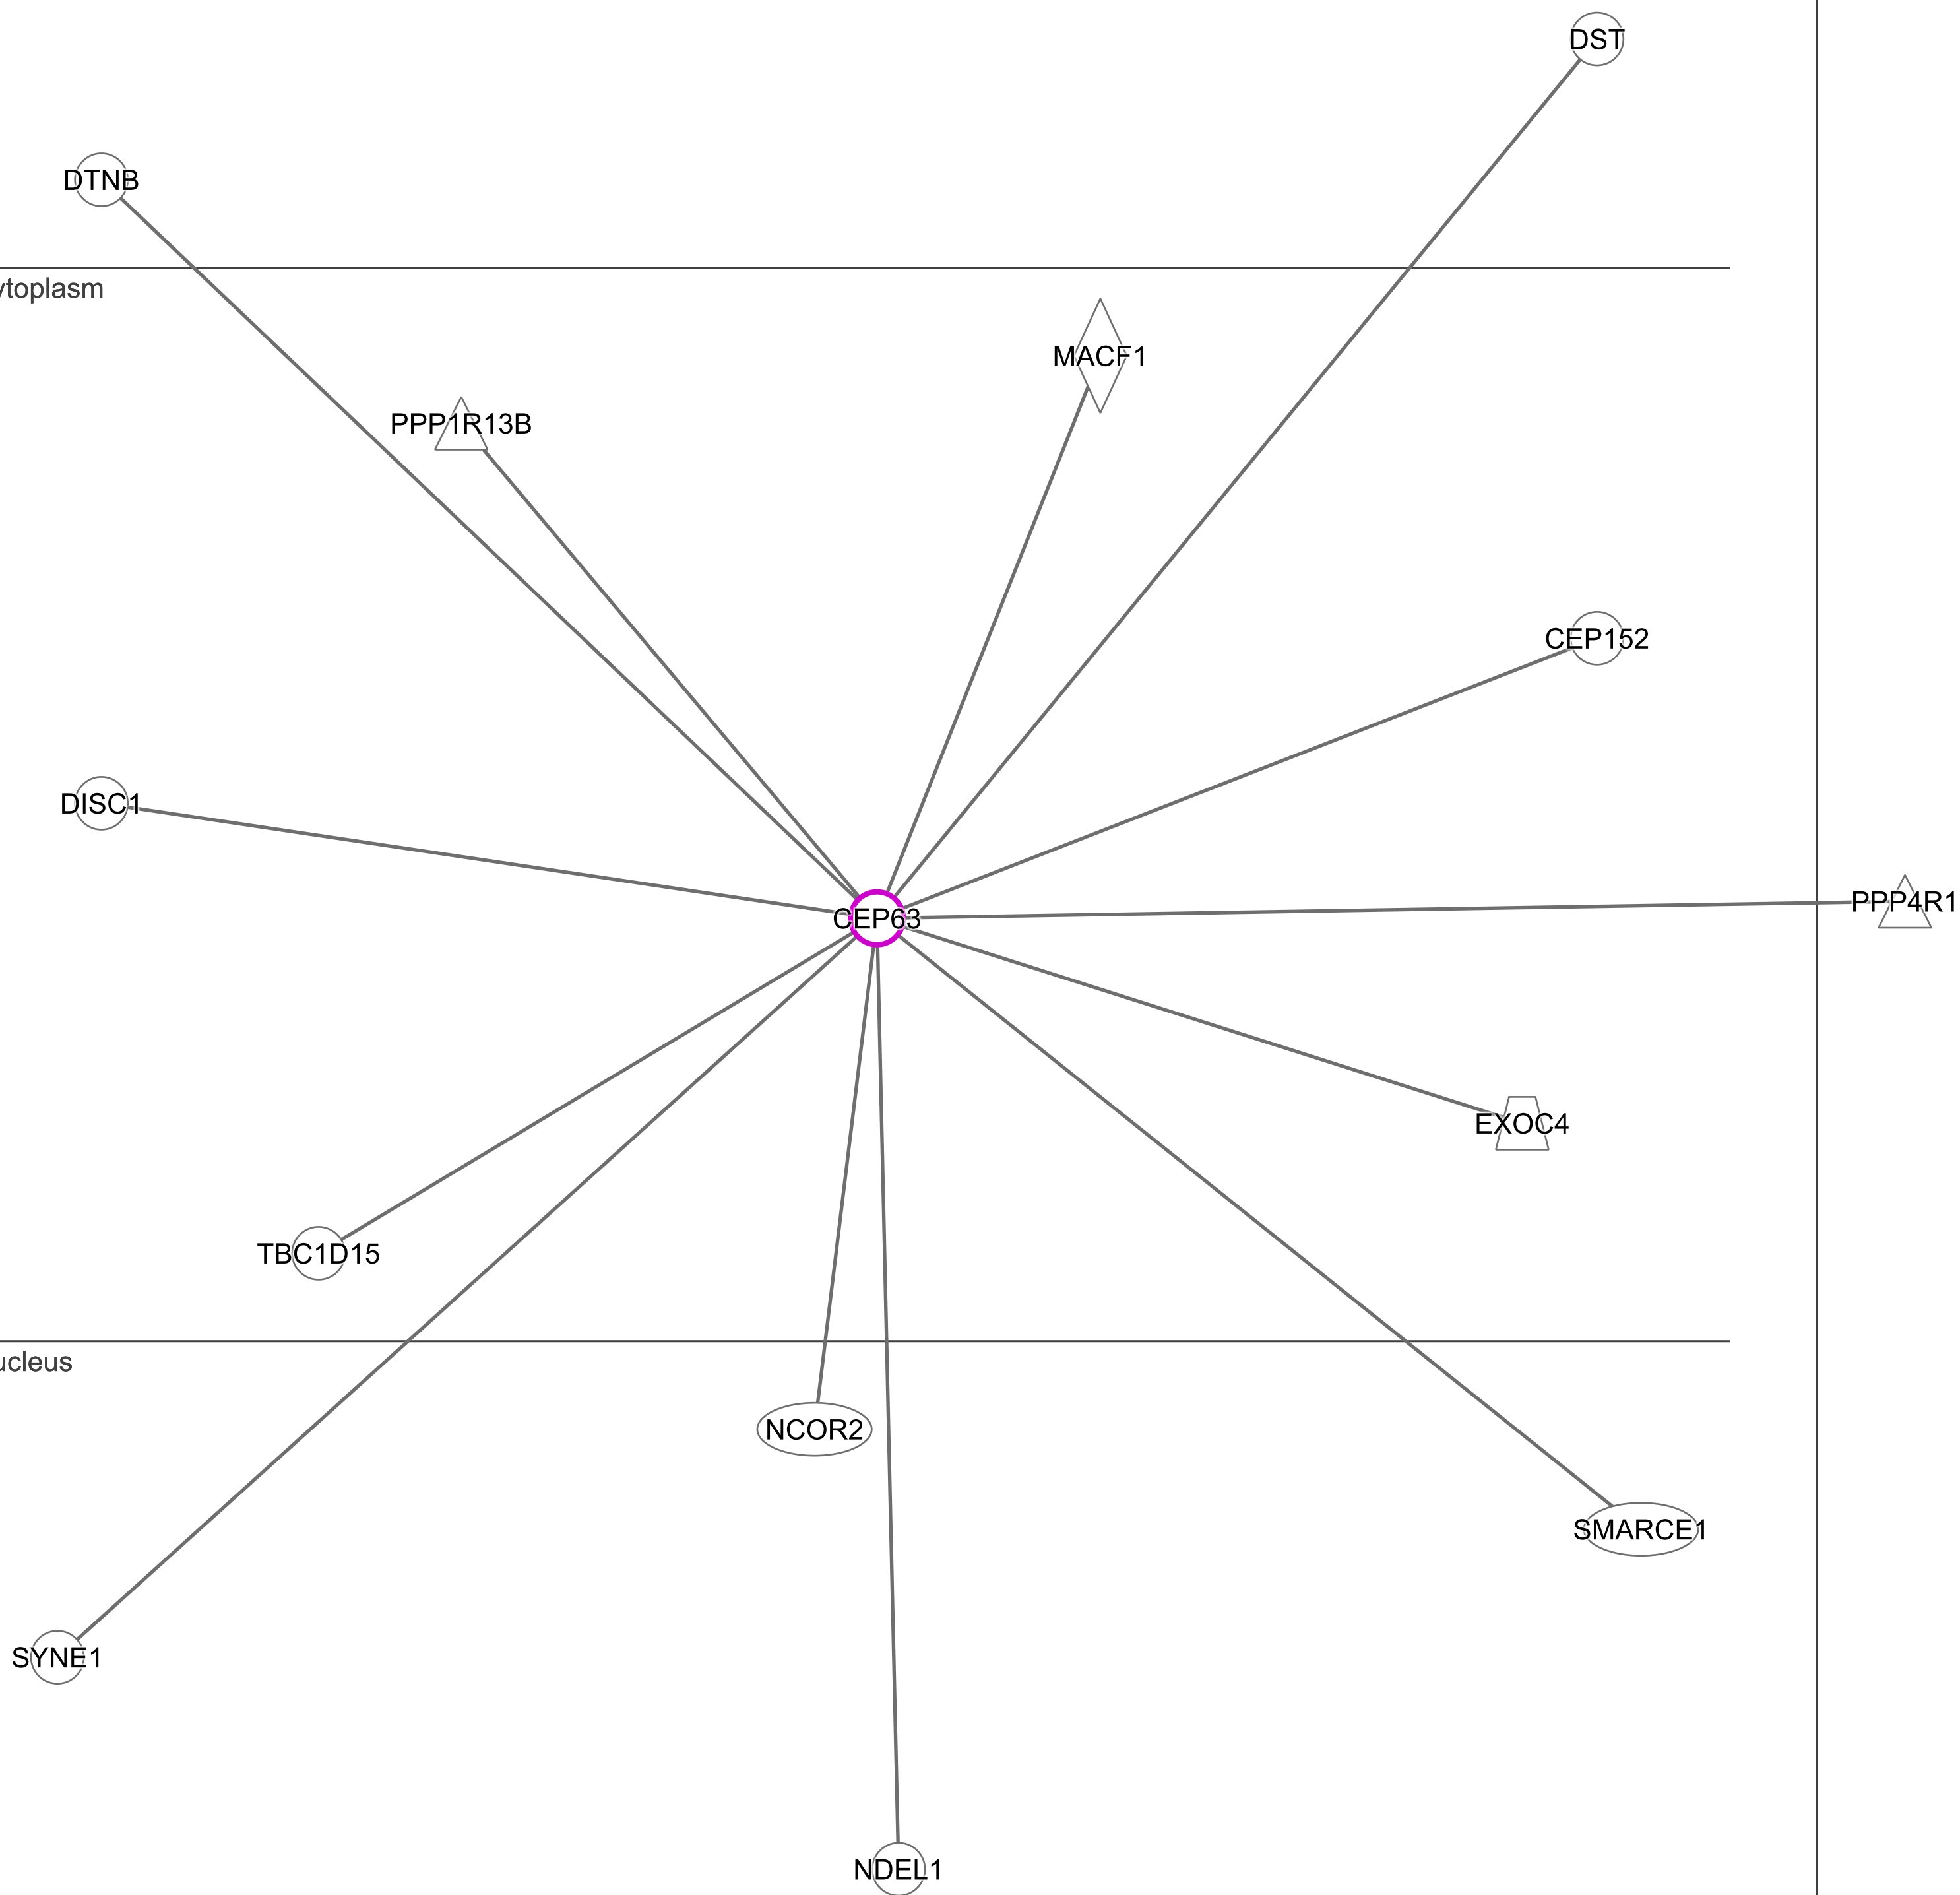 DST
DTNB
ytoplasm
MACF1
PPP1R13B
CEP152
DISC1
PPP4R1
CEP63
EXOC4
TBC1D15
ucleus
NCOR2
SMARCE1
SYNE1
NDEL1